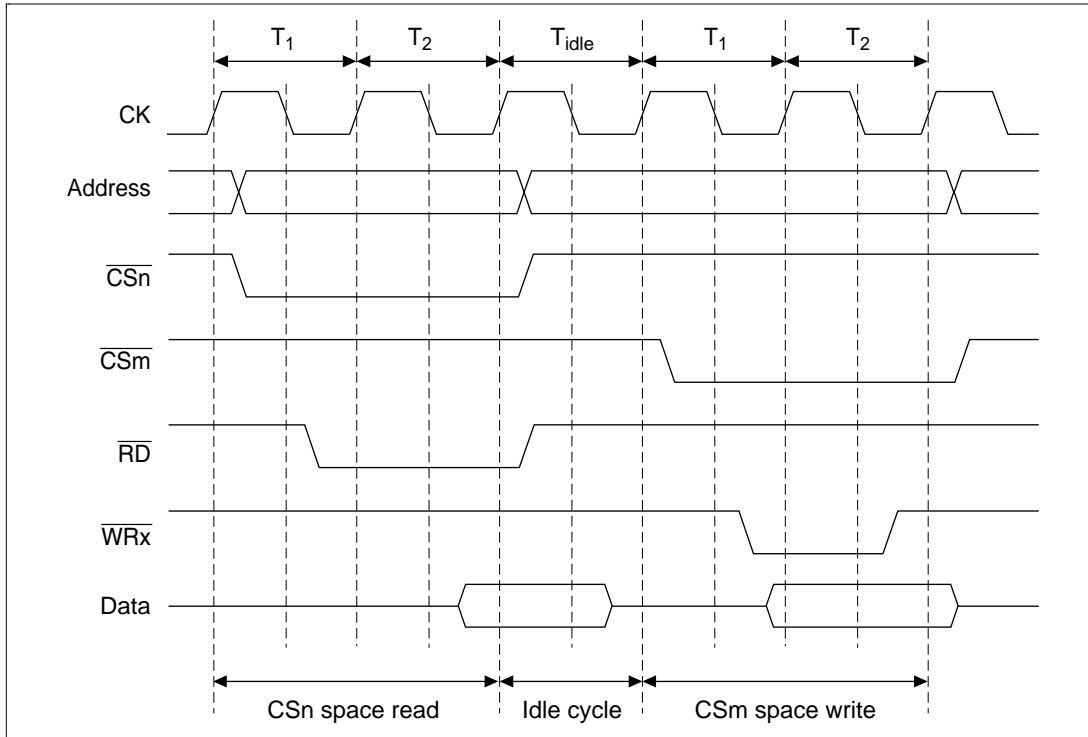 T1 T2 Tidle T1 T2
CK
Address
CSn
CSm
RD
WRx
Data
CSn space read Idle cycle CSm space write